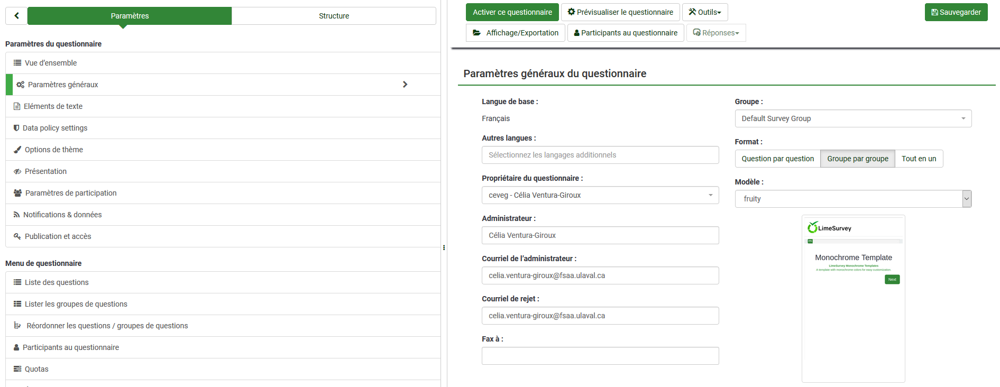 Paramètres
Structure
Paramètres du questionnaire
Vue d’ensemble
Paramètres généraux
Eléments de texte
Data policy settings
Options de thème
Présentation
Paramètres de participation
Notifications & données
Publication et accès
Menu de questionnaire
Liste des questions
Lister les groupes de questions
Réordonner les questions / groupes de questions
Participants au questionnaire
Quotas
Activer ce questionnaire
Prévisualiser le questionnaire
Outils
Sauvegarder
Affichage/Exportation
Participants au questionnaire
Réponses
Paramètres généraux du questionnaire
Langue de base :
Français
Autres langues :
Sélectionnez les langages additionnels
Propriétaire du questionnaire :
ceveg - Célia Ventura-Giroux
Administrateur :
Célia Ventura-Giroux
Courriel de l’administrateur :
celia.ventura-giroux@fsaa.ulaval.ca
Courriel de rejet :
celia.ventura-giroux@fsaa.ulaval.ca
Fax à :
Groupe :
Default Survey Group
Format :
Question par question
Groupe par groupe
Tout en un
Modèle :
fruity
LimeSurvey
0%
Monochrome Template
LimeSurvey Monochrome Templates
A template with monochrome colors for easy customization.
Next